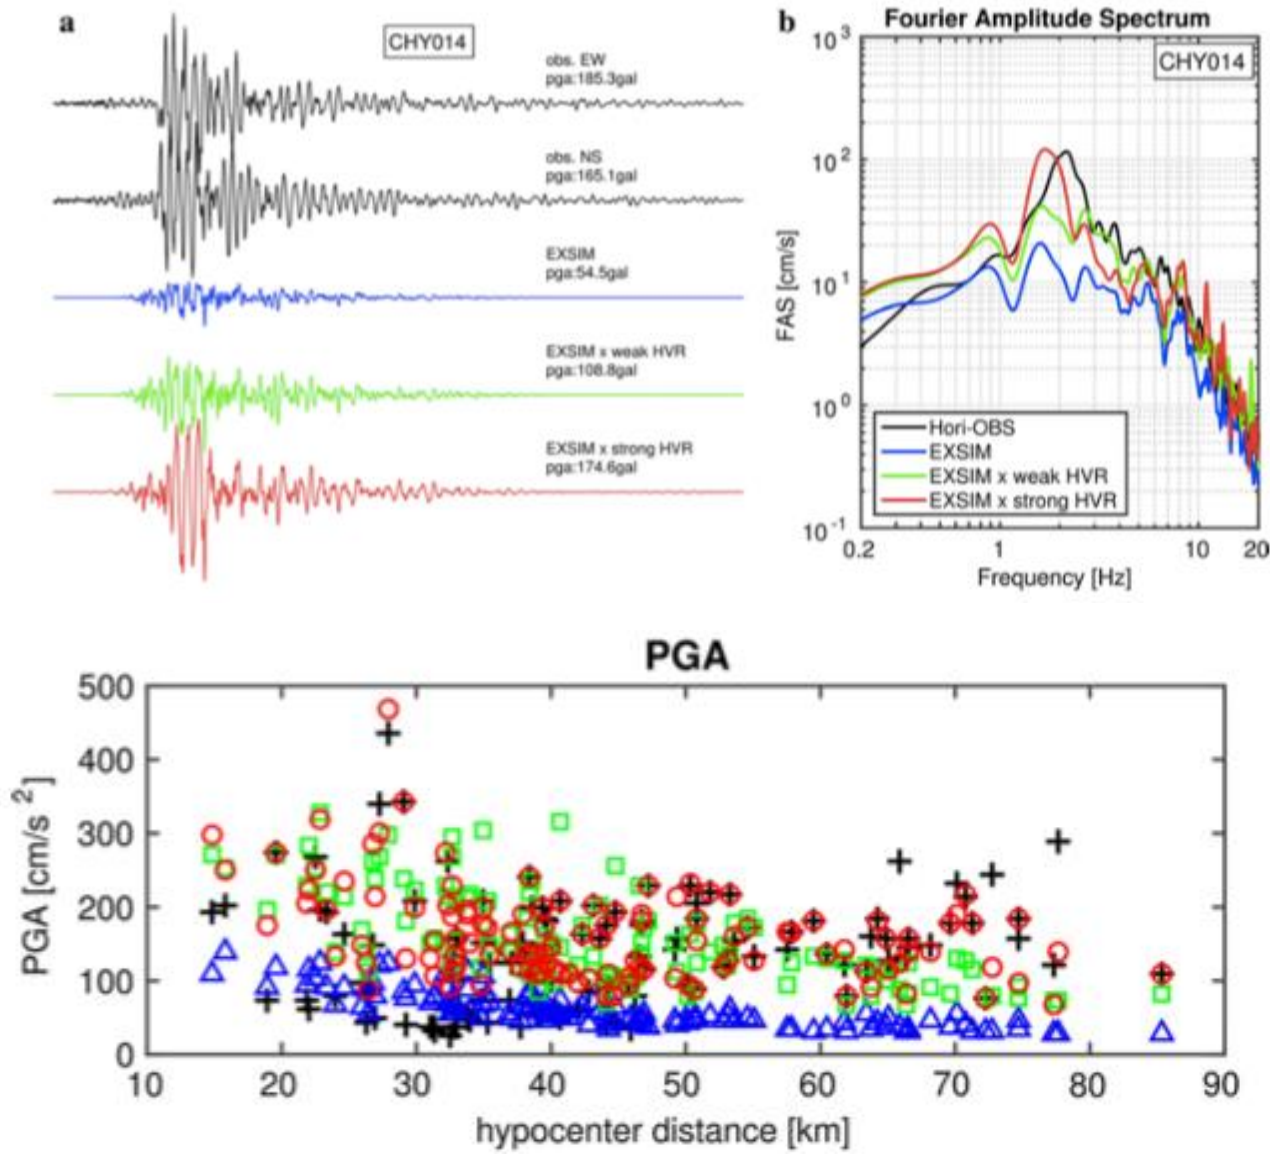 a
CHY014
obs. EW
pga:185.3gal
obs. NS
pga:165.1gal
EXSIM
pga:54.5gal
EXSIM x weak HVR
pga:108.8gal
EXSIM x strong HVR
pga:174.6gal
b
Fourier Amplitude Spectrum
CHY014
FAS [cm/s]
10³
10²
10¹
10⁰
10⁻¹
Hori-OBS
EXSIM
EXSIM x weak HVR
EXSIM x strong HVR
0.2 1 10 20
Frequency [Hz]
PGA
PGA [cm/s²]
500
400
300
200
100
0
10 20 30 40 50 60 70 80 90
hypocenter distance [km]